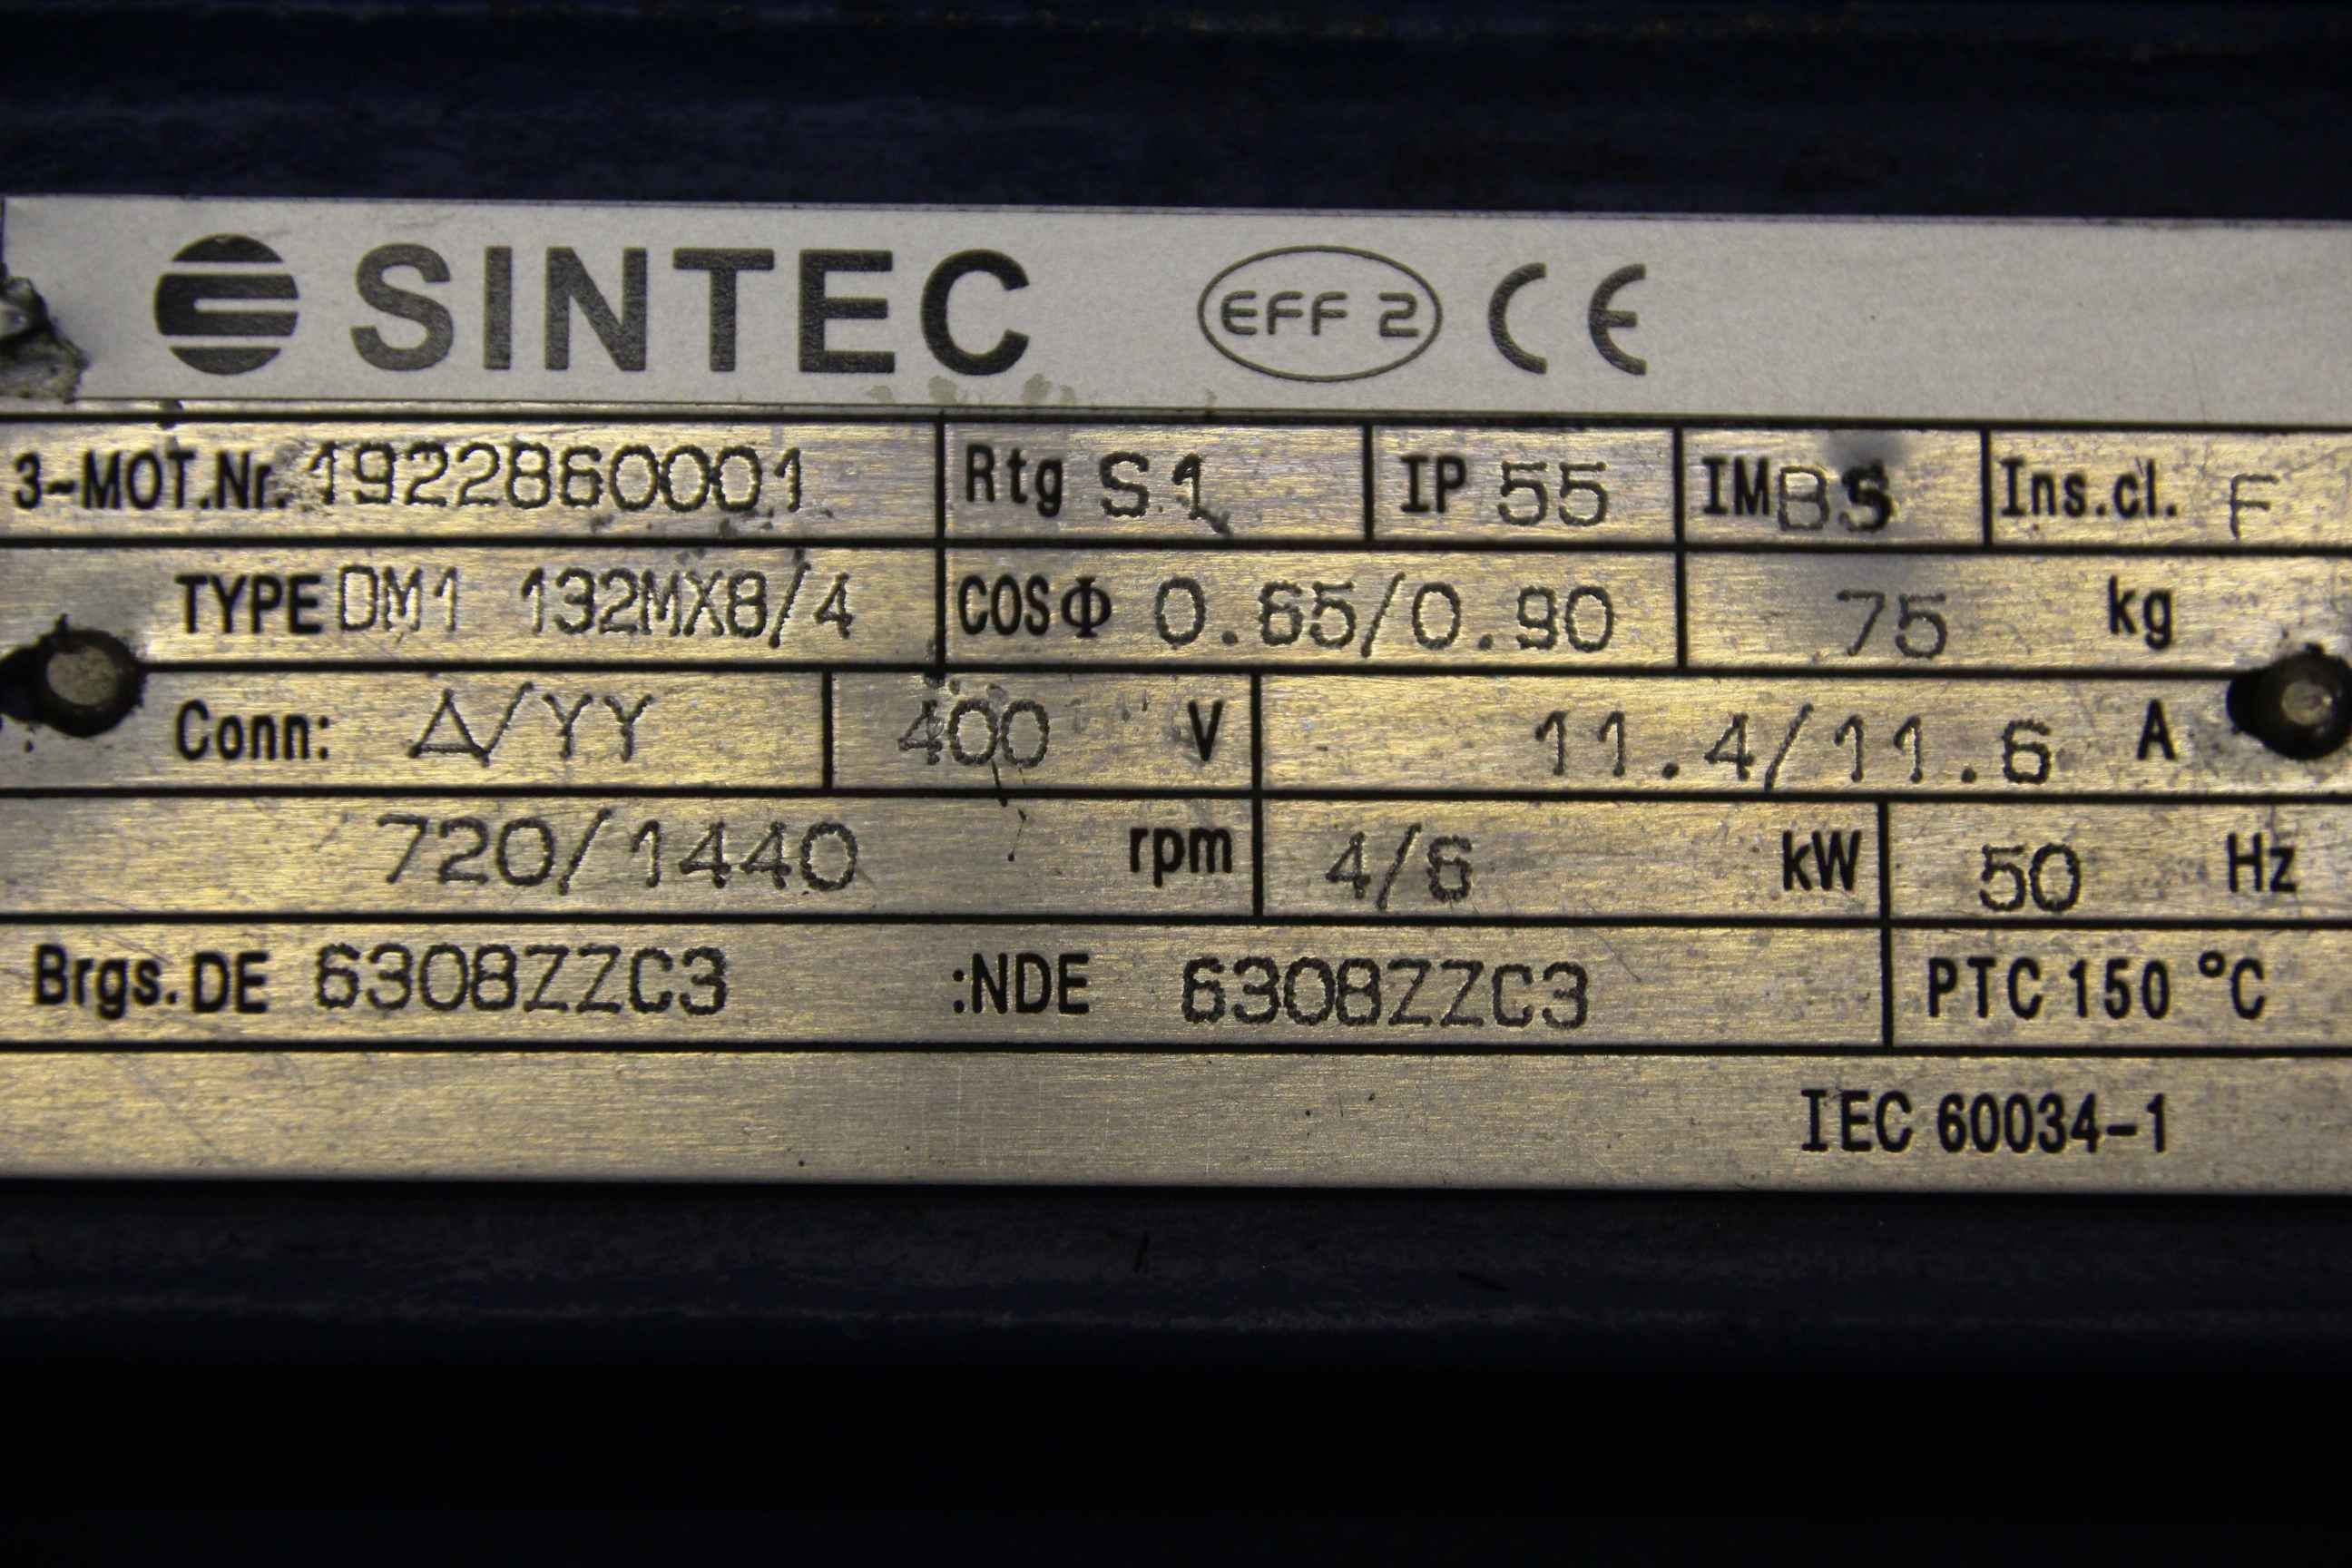 SINTEC EFF 2 CE
3-MOT.Nr. 1922860001 Rtg S1 IP 55 IM Ins.cl. F
TYPE DM1 132MX8/4 COSΦ 0.65/0.90 75 kg
Conn: Δ/YY 400 V 11.4/11.6 A
720/1440 rpm 4/6 kW 50 Hz
Brgs.DE 6308ZZC3 :NDE 6308ZZC3 PTC 150 °C
IEC 60034-1